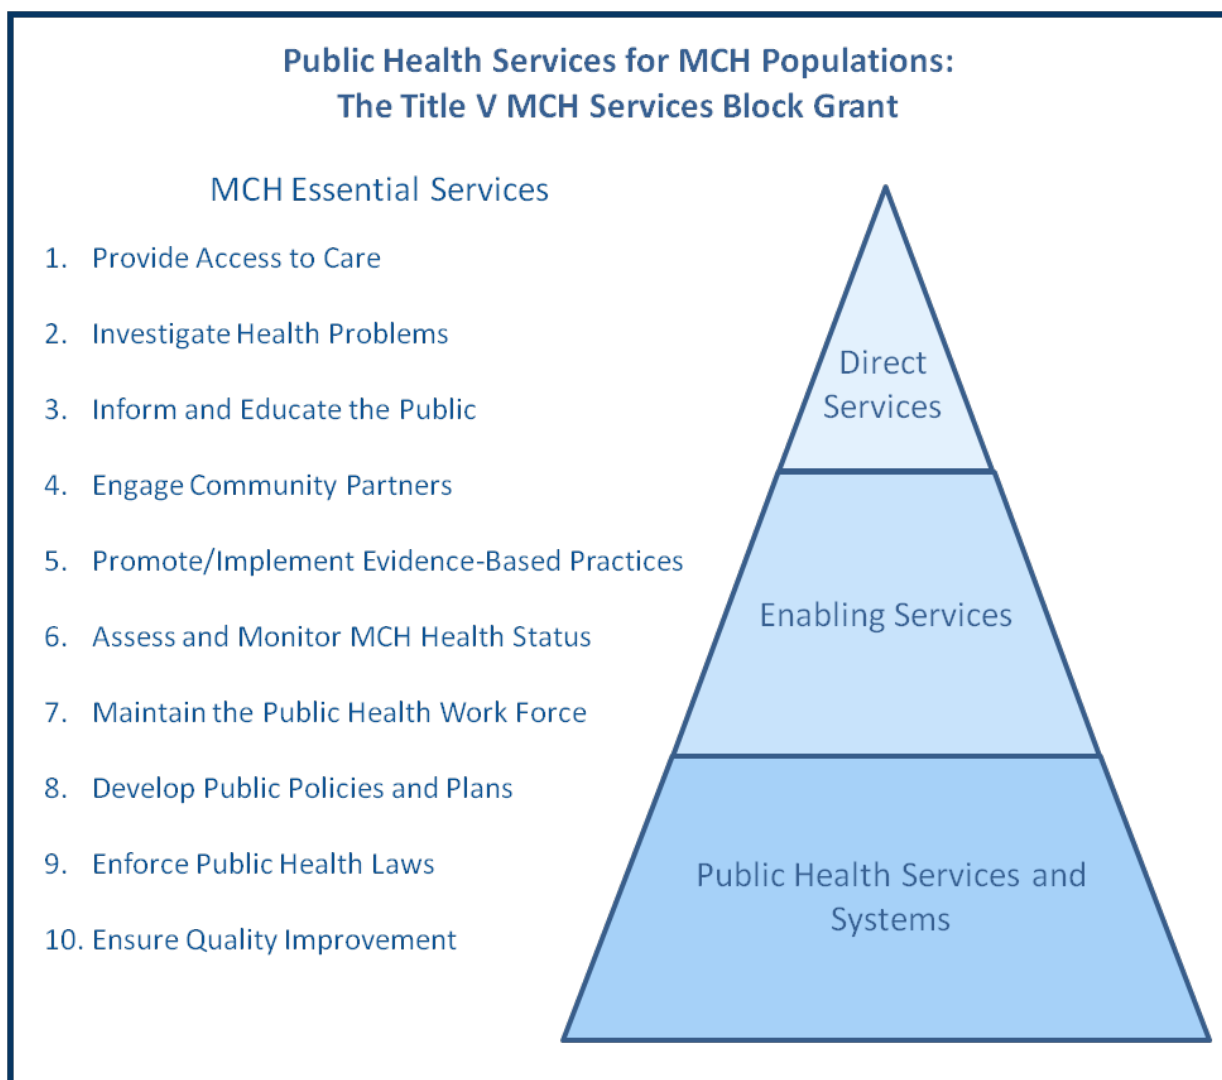 Public Health Services for MCH Populations:
The Title V MCH Services Block Grant
MCH Essential Services
1. Provide Access to Care
2. Investigate Health Problems
3. Inform and Educate the Public
4. Engage Community Partners
5. Promote/Implement Evidence-Based Practices
6. Assess and Monitor MCH Health Status
7. Maintain the Public Health Work Force
8. Develop Public Policies and Plans
9. Enforce Public Health Laws
10. Ensure Quality Improvement
Direct
Services
Enabling Services
Public Health Services and
Systems